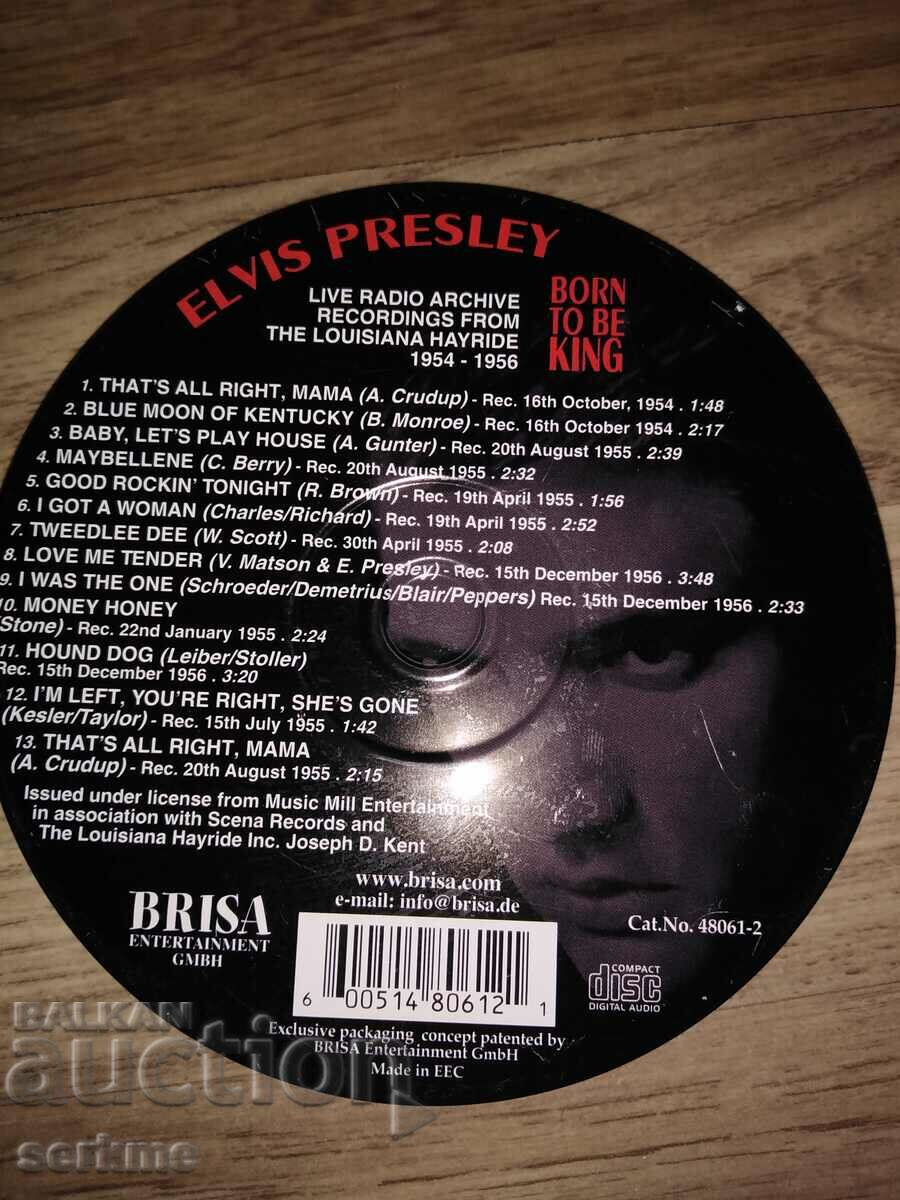 ELVIS PRESLEY
LIVE RADIO ARCHIVE
RECORDINGS FROM
THE LOUISIANA HAYRIDE
1954 - 1956
BORN
TO BE
KING
1. THAT'S ALL RIGHT, MAMA (A. Crudup) - Rec. 16th October, 1954 . 1:48
2. BLUE MOON OF KENTUCKY (B. Monroe) - Rec. 16th October 1954 . 2:17
3. BABY, LET'S PLAY HOUSE (A. Gunter) - Rec. 20th August 1955 . 2:39
4. MAYBELLENE (C. Berry) - Rec. 20th August 1955 . 2:32
5. GOOD ROCKIN' TONIGHT (R. Brown) - Rec. 19th April 1955 . 1:56
6. I GOT A WOMAN (Charles/Richard) - Rec. 19th April 1955 . 2:52
7. TWEEDLEE DEE (W. Scott) - Rec. 30th April 1955 . 2:08
8. LOVE ME TENDER (V. Matson & E. Presley) - Rec. 15th December 1956 . 3:48
9. I WAS THE ONE (Schroeder/Demetrius/Blair/Peppers) Rec. 15th December 1956 . 2:33
10. MONEY HONEY
(Stone) - Rec. 22nd January 1955 . 2:24
11. HOUND DOG (Leiber/Stoller)
Rec. 15th December 1956 . 3:20
12. I'M LEFT, YOU'RE RIGHT, SHE'S GONE
(Kesler/Taylor) - Rec. 15th July 1955 . 1:42
13. THAT'S ALL RIGHT, MAMA
(A. Crudup) - Rec. 20th August 1955 . 2:15
Issued under license from Music Mill Entertainment
in association with Scena Records and
The Louisiana Hayride Inc. Joseph D. Kent
www.brisa.com
e-mail: info@brisa.de
BRISA
ENTERTAINMENT
GMBH
Cat.No. 48061-2
6 00514 80612 1
COMPACT
disc
DIGITAL AUDIO
Exclusive packaging concept patented by
BRISA Entertainment GmbH
Made in EEC
BALKAN
auction
serkme